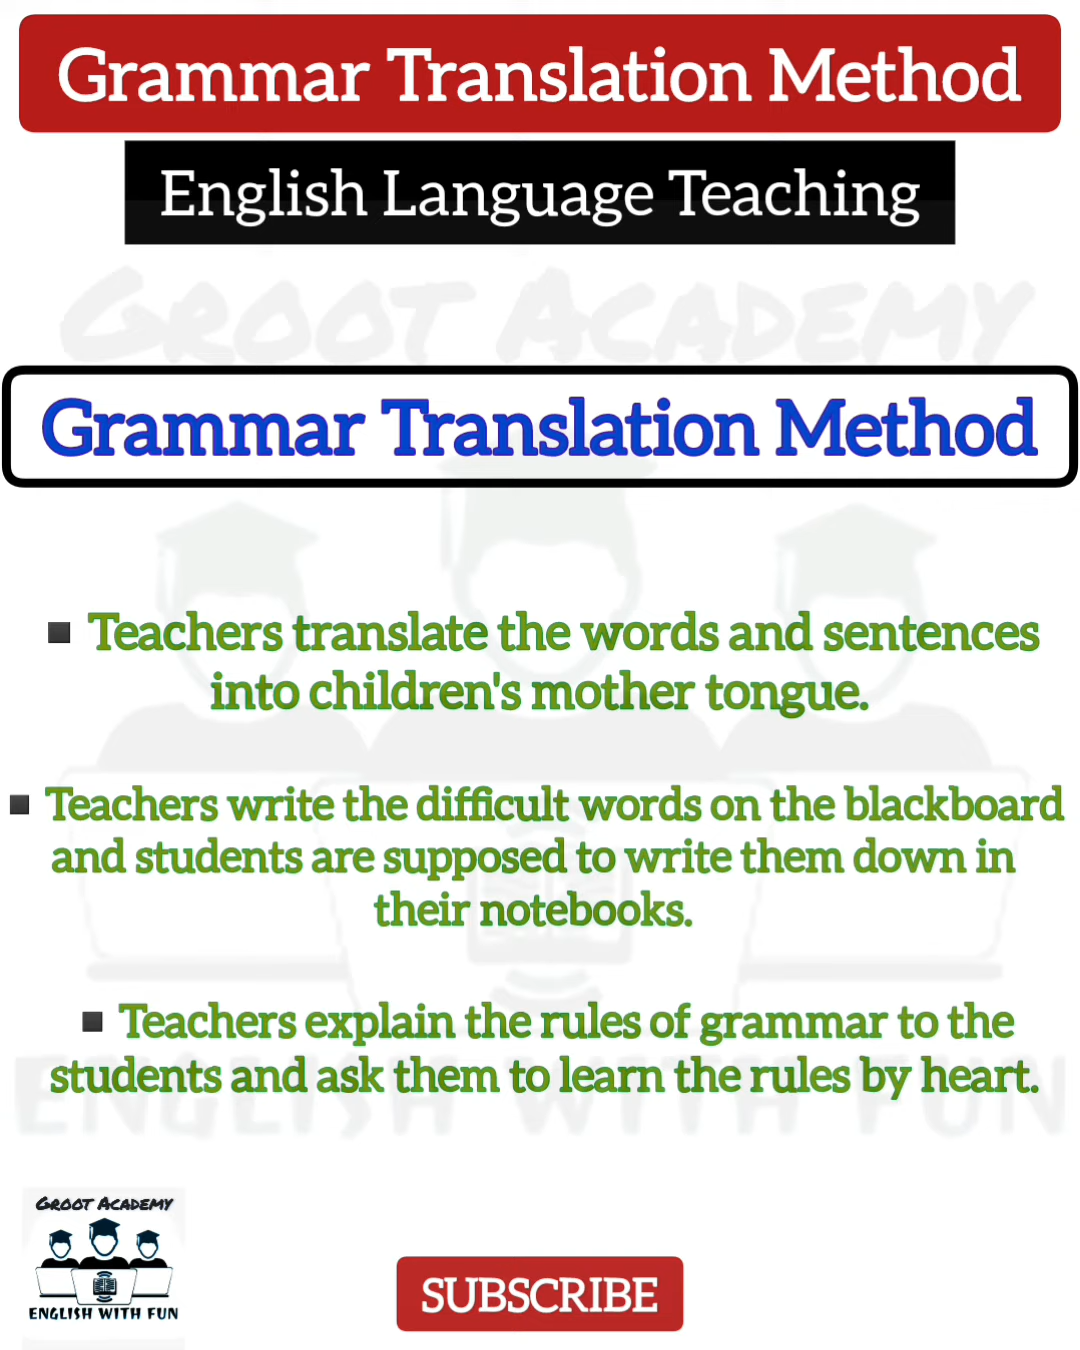 Grammar Translation Method
English Language Teaching
GROOT ACADEMY
Grammar Translation Method
▪ Teachers translate the words and sentences
into children's mother tongue.
▪ Teachers write the difficult words on the blackboard
and students are supposed to write them down in
their notebooks.
▪ Teachers explain the rules of grammar to the
students and ask them to learn the rules by heart.
ENGLISH WITH FUN
GROOT ACADEMY
ENGLISH WITH FUN
SUBSCRIBE